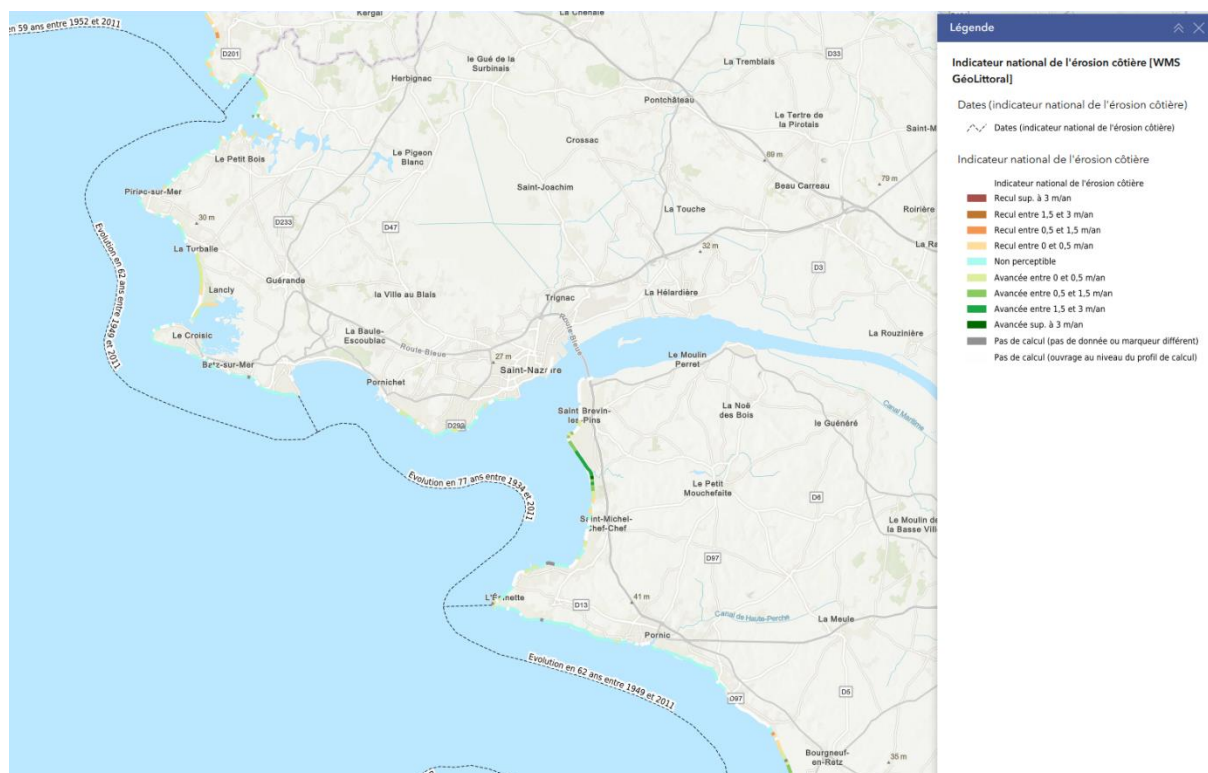 en 59 ans entre 1952 et 2011
Kergal
La Chenale
D201
le Gué de la
Surbinais
La Tremblais
D33
Herbignac
Pontchâteau
Le Tertre de
la Pirotais
Saint-M
Crossac
Le Petit Bois
Le Pigeon
Blanc
69 m
Saint-Joachim
Beau Carreau
79 m
Piriac-sur-Mer
30 m
D233
D47
La Touche
Roirière
La Turballe
32 m
La Ra
Guérande
D3
Lancly
la Ville au Blais
Trignac
La Hélardière
Evolution en 62 ans entre 1949 et 2011
Le Croisic
La Baule-
Escoublac
Route-Bleue
Route-Bleue
La Rouzinière
Batz-sur-Mer
27 m
Saint-Nazaire
Le Moulin
Perret
Pornichet
Saint Brevin-
les-Pins
La Noë
des Bois
Canal Maritime
D292
le Guénéré
Evolution en 77 ans entre 1934 et 2011
Le Petit
Mouchefaite
D6
Saint-Michel-
Chef-Chef
Le Moulin de
la Basse Vill
D97
L'Ermette
D13
41 m
Canal de Haute-Perche
La Meule
Pornic
Evolution en 62 ans entre 1949 et 2011
D97
D5
Bourgneuf-
en-Retz
35 m
Légende
Indicateur national de l'érosion côtière [WMS
GéoLittoral]
Dates (indicateur national de l'érosion côtière)
Dates (indicateur national de l'érosion côtière)
Indicateur national de l'érosion côtière
Indicateur national de l'érosion côtière
Recul sup. à 3 m/an
Recul entre 1,5 et 3 m/an
Recul entre 0,5 et 1,5 m/an
Recul entre 0 et 0,5 m/an
Non perceptible
Avancée entre 0 et 0,5 m/an
Avancée entre 0,5 et 1,5 m/an
Avancée entre 1,5 et 3 m/an
Avancée sup. à 3 m/an
Pas de calcul (pas de donnée ou marqueur différent)
Pas de calcul (ouvrage au niveau du profil de calcul)